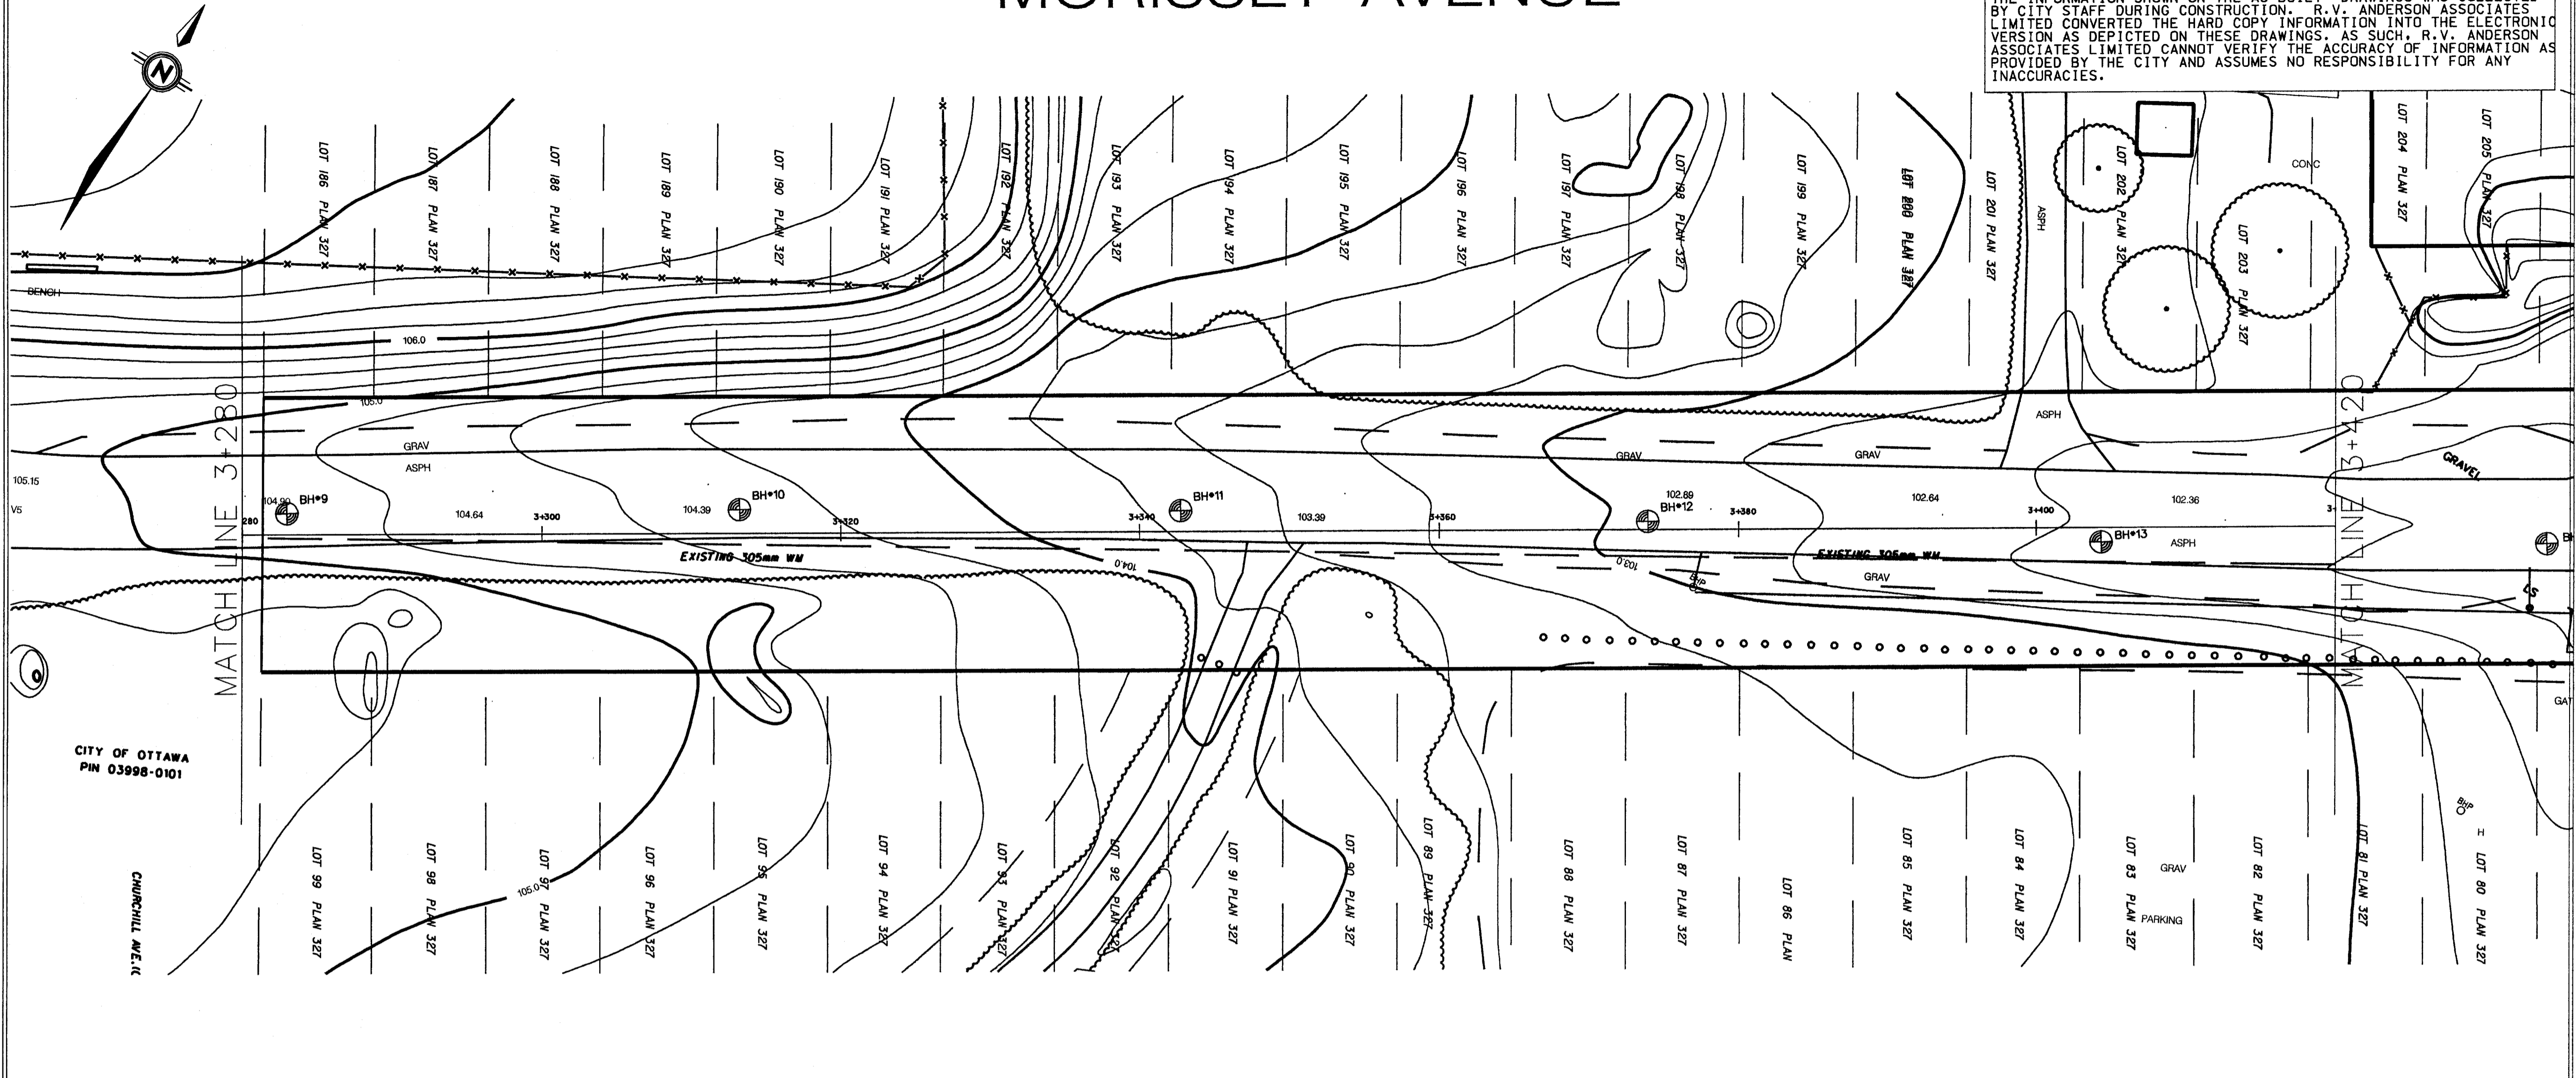 MORISSET AVENUE
THE INFORMATION SHOWN ON THE AS-BUILT DRAWINGS WAS COLLECTED
BY CITY STAFF DURING CONSTRUCTION. R.V. ANDERSON ASSOCIATES
LIMITED CONVERTED THE HARD COPY INFORMATION INTO THE ELECTRONIC
VERSION AS DEPICTED ON THESE DRAWINGS. AS SUCH, R.V. ANDERSON
ASSOCIATES LIMITED CANNOT VERIFY THE ACCURACY OF INFORMATION AS
PROVIDED BY THE CITY AND ASSUMES NO RESPONSIBILITY FOR ANY
INACCURACIES.
N
LOT 186 PLAN 327
LOT 187 PLAN 327
LOT 188 PLAN 327
LOT 189 PLAN 327
LOT 190 PLAN 327
LOT 191 PLAN 327
LOT 192 PLAN 327
LOT 193 PLAN 327
LOT 194 PLAN 327
LOT 195 PLAN 327
LOT 196 PLAN 327
LOT 197 PLAN 327
LOT 198 PLAN 327
LOT 199 PLAN 327
LOT 200 PLAN 327
LOT 201 PLAN 327
ASPH
LOT 202 PLAN 327
LOT 203 PLAN 327
CONC
LOT 204 PLAN 327
LOT 205 PLAN 327
BENCH
106.0
105.0
MATCH LINE 3+280
MATCH LINE 3+420
GRAV
ASPH
GRAV
GRAV
ASPH
GRAVEL
105.15
V5
104.90
BH•9
104.64
104.39
BH•10
BH•11
103.39
102.89
BH•12
102.64
102.36
BH•13
ASPH
280
3+300
3+320
3+340
3+360
3+380
3+400
3+
EXISTING 305mm WM
EXISTING 305mm WM
104.0
103.0
BHP
GRAV
LS
CITY OF OTTAWA
PIN 03998-0101
CHURCHILL AVE.
105.0
LOT 99 PLAN 327
LOT 98 PLAN 327
LOT 97 PLAN 327
LOT 96 PLAN 327
LOT 95 PLAN 327
LOT 94 PLAN 327
LOT 93 PLAN 327
LOT 92 PLAN 327
LOT 91 PLAN 327
LOT 90 PLAN 327
LOT 89 PLAN 327
LOT 88 PLAN 327
LOT 87 PLAN 327
LOT 86 PLAN
LOT 85 PLAN 327
LOT 84 PLAN 327
LOT 83 PLAN 327
GRAV
PARKING
LOT 82 PLAN 327
LOT 81 PLAN 327
LOT 80 PLAN 327
BHP
H